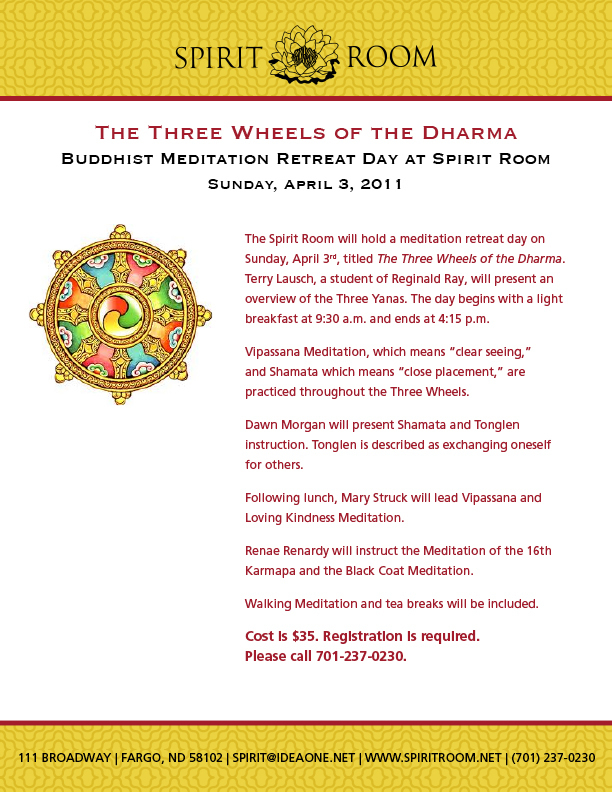 SPIRIT ROOM
The Three Wheels of the Dharma
Buddhist Meditation Retreat Day at Spirit Room
Sunday, April 3, 2011
The Spirit Room will hold a meditation retreat day on
Sunday, April 3rd, titled The Three Wheels of the Dharma.
Terry Lausch, a student of Reginald Ray, will present an
overview of the Three Yanas. The day begins with a light
breakfast at 9:30 a.m. and ends at 4:15 p.m.
Vipassana Meditation, which means “clear seeing,”
and Shamata which means “close placement,” are
practiced throughout the Three Wheels.
Dawn Morgan will present Shamata and Tonglen
instruction. Tonglen is described as exchanging oneself
for others.
Following lunch, Mary Struck will lead Vipassana and
Loving Kindness Meditation.
Renae Renardy will instruct the Meditation of the 16th
Karmapa and the Black Coat Meditation.
Walking Meditation and tea breaks will be included.
Cost is $35. Registration is required.
Please call 701-237-0230.
111 BROADWAY | FARGO, ND 58102 | SPIRIT@IDEAONE.NET | WWW.SPIRITROOM.NET | (701) 237-0230